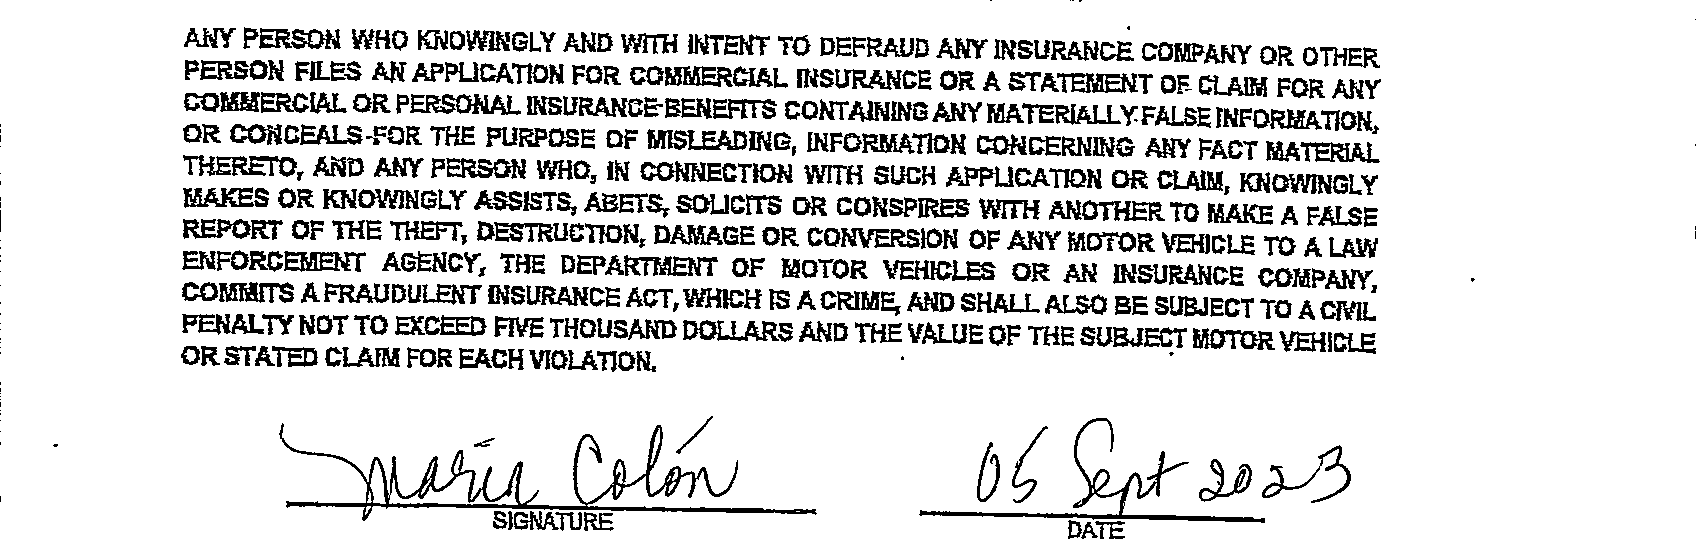 ANY PERSON WHO KNOWINGLY AND WITH INTENT TO DEFRAUD ANY INSURANCE COMPANY OR OTHER
PERSON FILES AN APPLICATION FOR COMMERCIAL INSURANCE OR A STATEMENT OF CLAIM FOR ANY
COMMERCIAL OR PERSONAL INSURANCE BENEFITS CONTAINING ANY MATERIALLY FALSE INFORMATION,
OR CONCEALS FOR THE PURPOSE OF MISLEADING, INFORMATION CONCERNING ANY FACT MATERIAL
THERETO, AND ANY PERSON WHO, IN CONNECTION WITH SUCH APPLICATION OR CLAIM, KNOWINGLY
MAKES OR KNOWINGLY ASSISTS, ABETS, SOLICITS OR CONSPIRES WITH ANOTHER TO MAKE A FALSE
REPORT OF THE THEFT, DESTRUCTION, DAMAGE OR CONVERSION OF ANY MOTOR VEHICLE TO A LAW
ENFORCEMENT AGENCY, THE DEPARTMENT OF MOTOR VEHICLES OR AN INSURANCE COMPANY,
COMMITS A FRAUDULENT INSURANCE ACT, WHICH IS A CRIME, AND SHALL ALSO BE SUBJECT TO A CIVIL
PENALTY NOT TO EXCEED FIVE THOUSAND DOLLARS AND THE VALUE OF THE SUBJECT MOTOR VEHICLE
OR STATED CLAIM FOR EACH VIOLATION.
María Colón 05 Sept 2023
SIGNATURE DATE